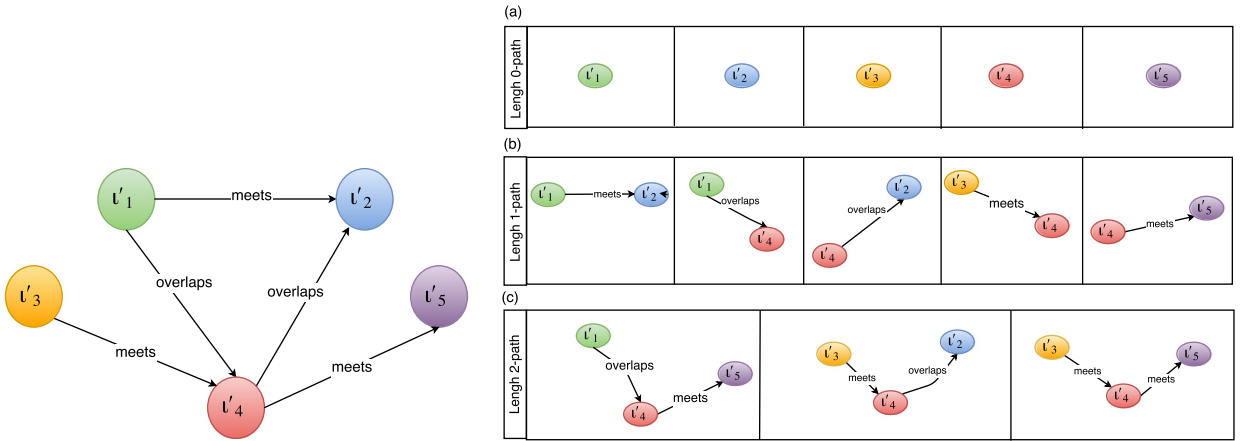 ι'₁
meets
ι'₂
overlaps
overlaps
ι'₃
ι'₅
meets
meets
ι'₄
(a)
Lengh 0-path
ι'₁
ι'₂
ι'₃
ι'₄
ι'₅
(b)
Lengh 1-path
ι'₁ meets ι'₂
ι'₁ overlaps ι'₄
ι'₄ overlaps ι'₂
ι'₃ meets ι'₄
ι'₄ meets ι'₅
(c)
Lengh 2-path
ι'₁ overlaps ι'₄ meets ι'₅
ι'₃ meets ι'₄ overlaps ι'₂
ι'₃ meets ι'₄ meets ι'₅